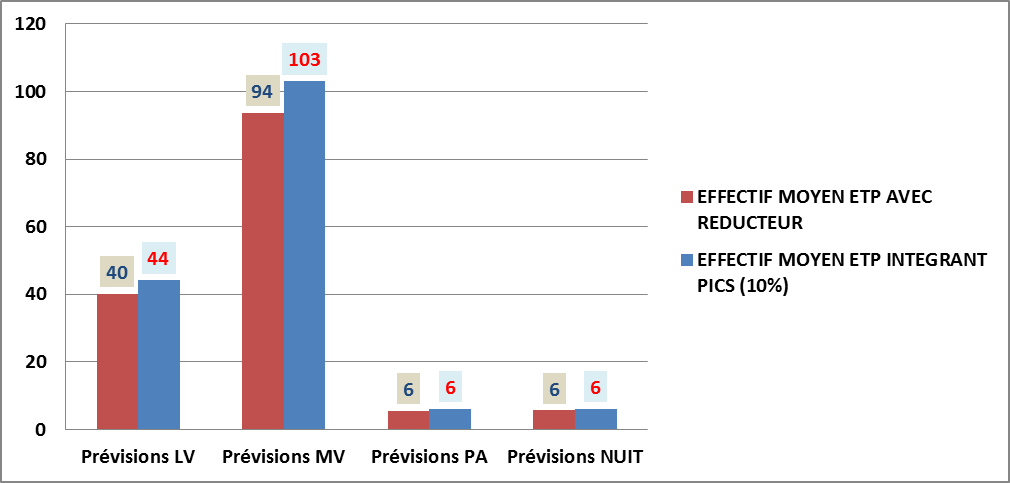 120
100
80
60
40
20
0
40
44
94
103
6
6
6
6
Prévisions LV
Prévisions MV
Prévisions PA
Prévisions NUIT
EFFECTIF MOYEN ETP AVEC
REDUCTEUR
EFFECTIF MOYEN ETP INTEGRANT
PICS (10%)